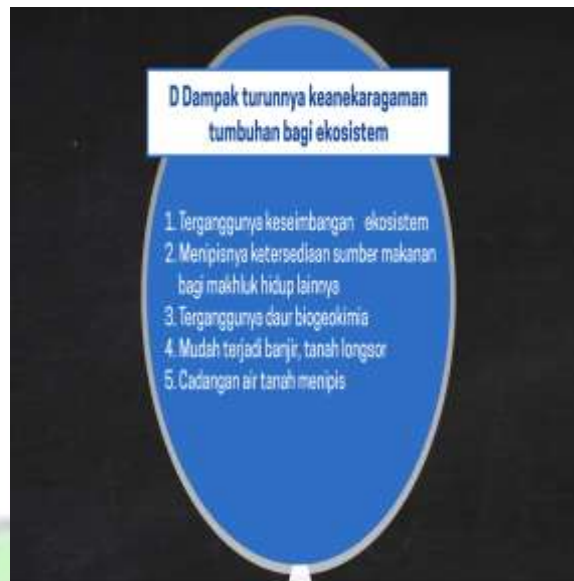 D Dampak turunnya keanekaragaman
tumbuhan bagi ekosistem
1. Terganggunya keseimbangan ekosistem
2. Menipisnya ketersediaan sumber makanan
bagi makhluk hidup lainnya
3. Terganggunya daur biogeokimia
4. Mudah terjadi banjir, tanah longsor
5. Cadangan air tanah menipis